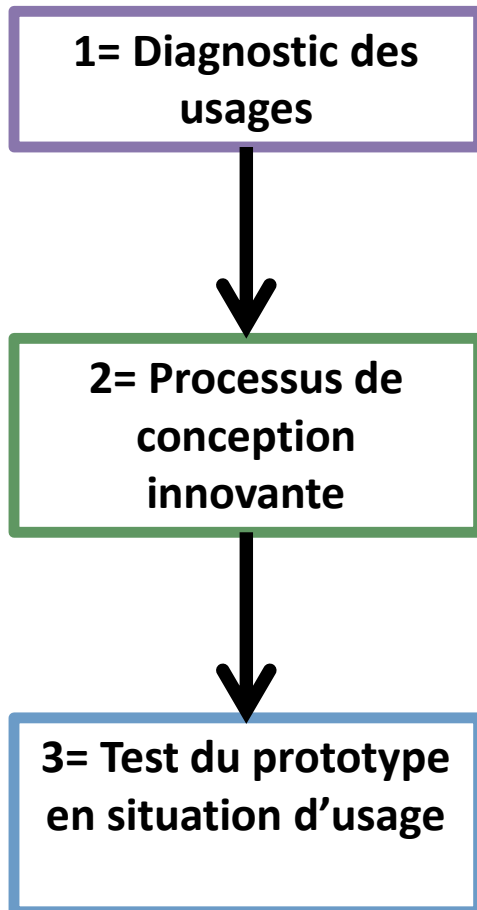 1= Diagnostic des
usages
2= Processus de
conception
innovante
3= Test du prototype
en situation d’usage